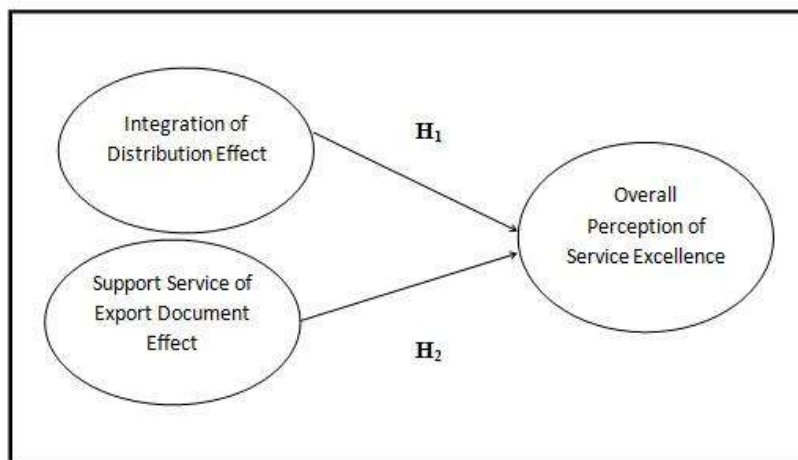 Integration of
Distribution Effect
H1
Overall
Perception of
Service Excellence
Support Service of
Export Document
Effect
H2